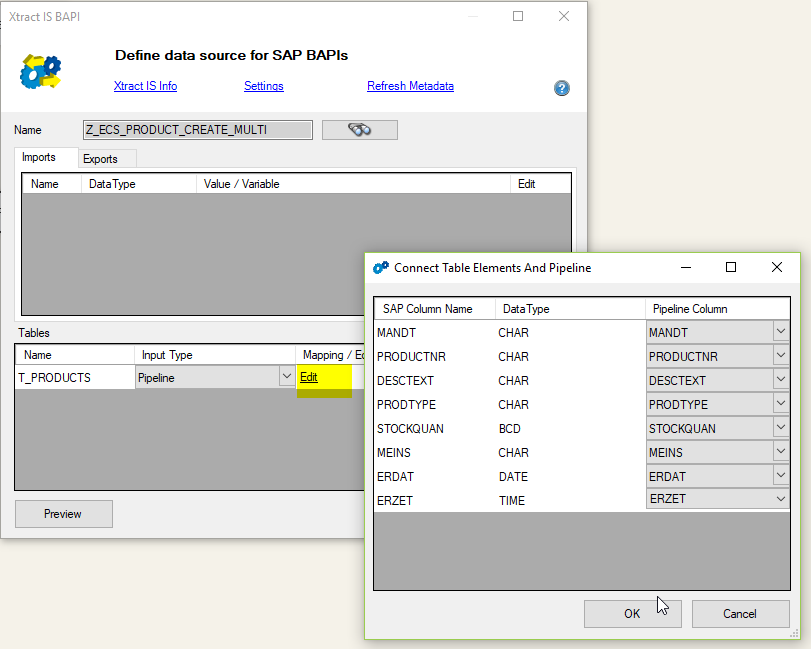 Xtract IS BAPI
Define data source for SAP BAPIs
Xtract IS Info Settings Refresh Metadata
?
Name Z_ECS_PRODUCT_CREATE_MULTI
Imports Exports
Name DataType Value / Variable Edit
Tables
Name Input Type Mapping /
T_PRODUCTS Pipeline Edit
Preview
Connect Table Elements And Pipeline
SAP Column Name DataType Pipeline Column
MANDT CHAR MANDT
PRODUCTNR CHAR PRODUCTNR
DESCTEXT CHAR DESCTEXT
PRODTYPE CHAR PRODTYPE
STOCKQUAN BCD STOCKQUAN
MEINS CHAR MEINS
ERDAT DATE ERDAT
ERZET TIME ERZET
OK Cancel